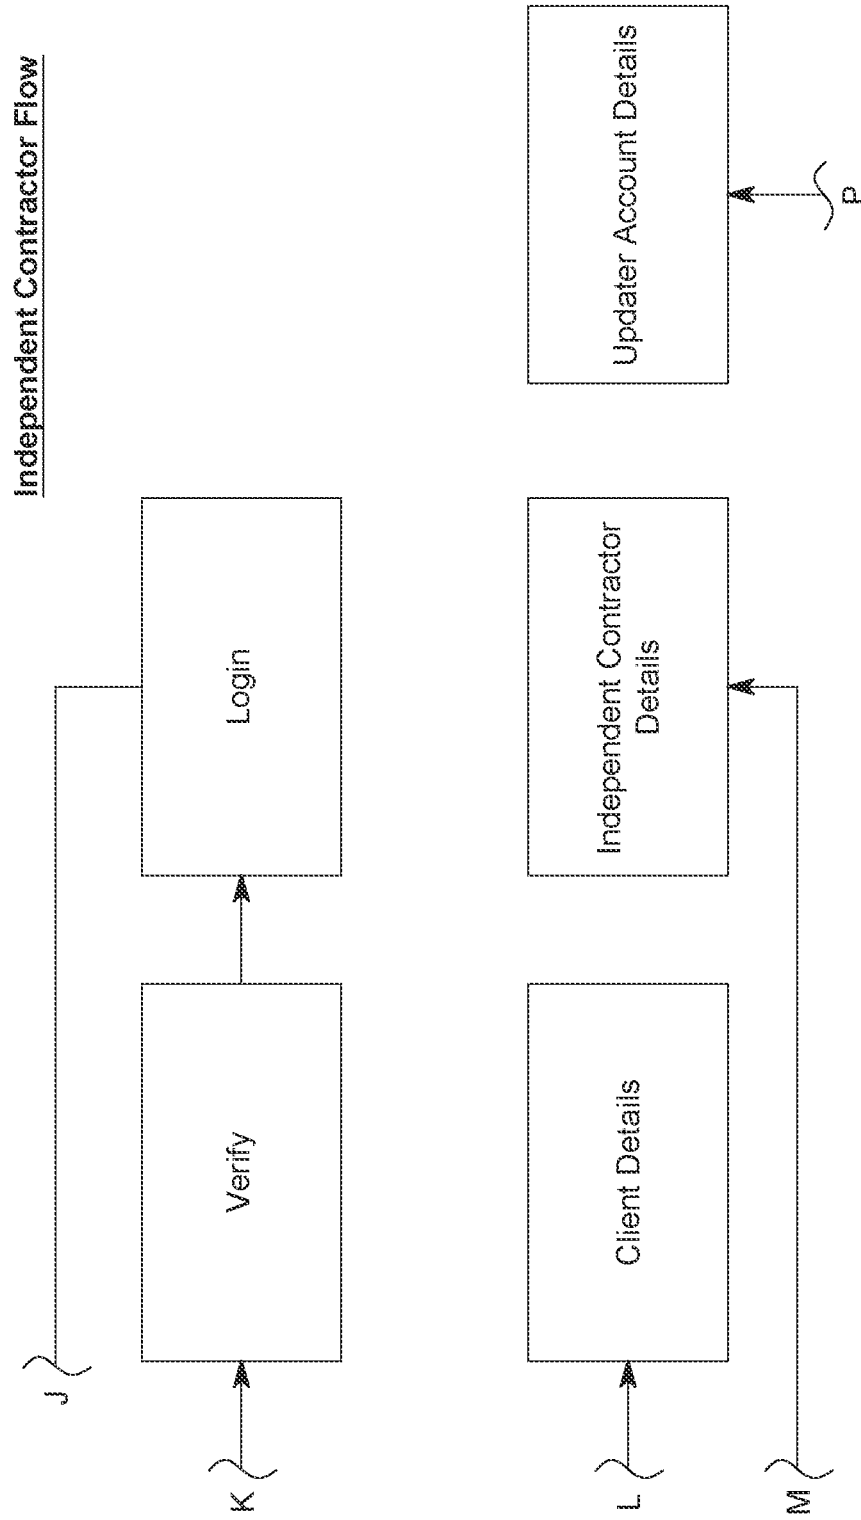 Independent Contractor Flow
J
K
Verify
Login
L
Client Details
Independent Contractor
Details
Updater Account Details
M
P